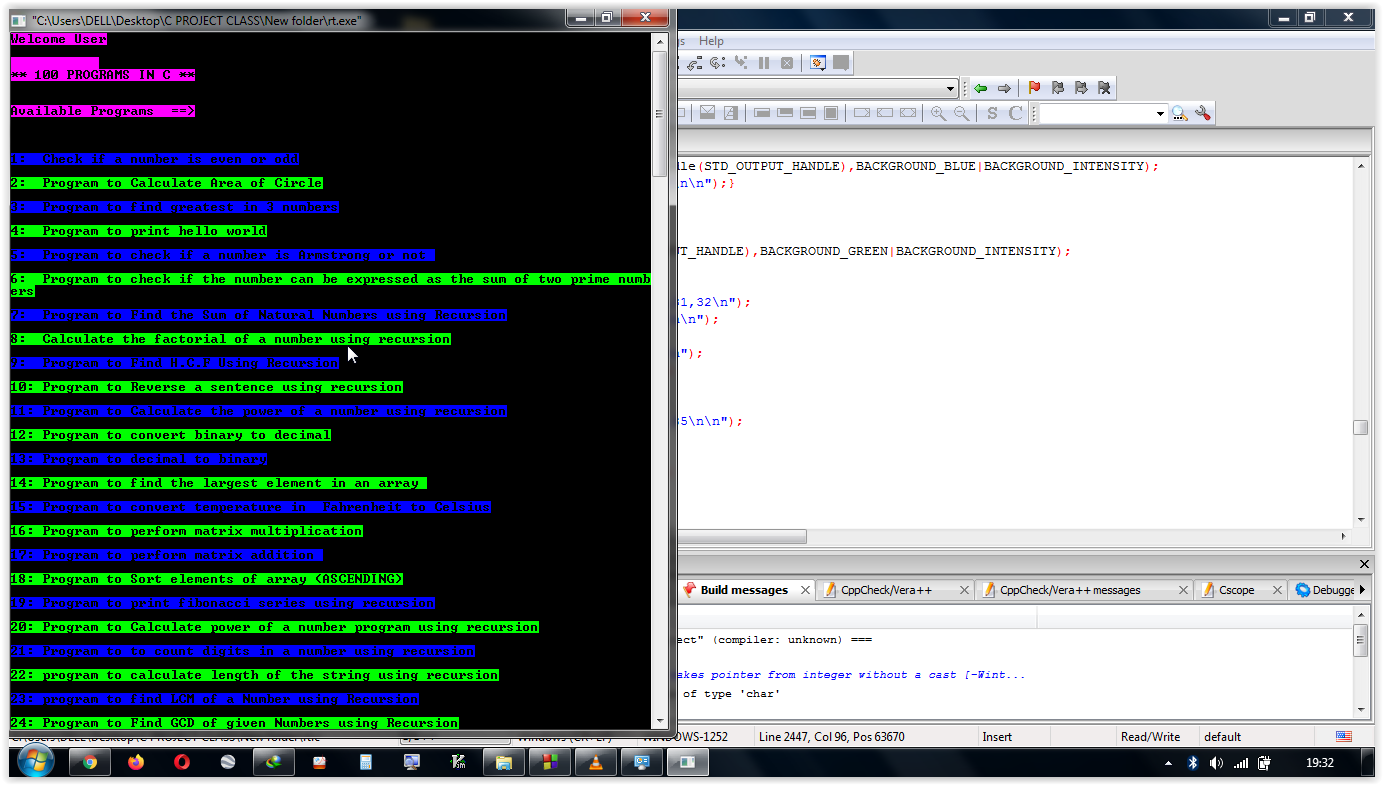 "C:\Users\DELL\Desktop\C PROJECT CLASS\New folder\rt.exe"
Welcome User
** 100 PROGRAMS IN C **
Available Programs ==>
1: Check if a number is even or odd
2: Program to Calculate Area of Circle
3: Program to find greatest in 3 numbers
4: Program to print hello world
5: Program to check if a number is Armstrong or not
6: Program to check if the number can be expressed as the sum of two prime numb
ers
7: Program to Find the Sum of Natural Numbers using Recursion
8: Calculate the factorial of a number using recursion
9: Program to Find H.C.F Using Recursion
10: Program to Reverse a sentence using recursion
11: Program to Calculate the power of a number using recursion
12: Program to convert binary to decimal
13: Program to decimal to binary
14: Program to find the largest element in an array
15: Program to convert temperature in Fahrenheit to Celsius
16: Program to perform matrix multiplication
17: Program to perform matrix addition
18: Program to Sort elements of array (ASCENDING)
19: Program to print fibonacci series using recursion
20: Program to Calculate power of a number program using recursion
21: Program to to count digits in a number using recursion
22: program to calculate length of the string using recursion
23: program to find LCM of a Number using Recursion
24: Program to Find GCD of given Numbers using Recursion
Help
S C
(STD_OUTPUT_HANDLE),BACKGROUND_BLUE|BACKGROUND_INTENSITY);
\n");}
_HANDLE),BACKGROUND_GREEN|BACKGROUND_INTENSITY);
31,32\n");
\n");
");
35\n\n");
Build messages
CppCheck/Vera++
CppCheck/Vera++ messages
Cscope
Debugge
ect" (compiler: unknown) ===
akes pointer from integer without a cast [-Wint...
of type 'char'
WINDOWS-1252
Line 2447, Col 96, Pos 63670
Insert
Read/Write
default
19:32